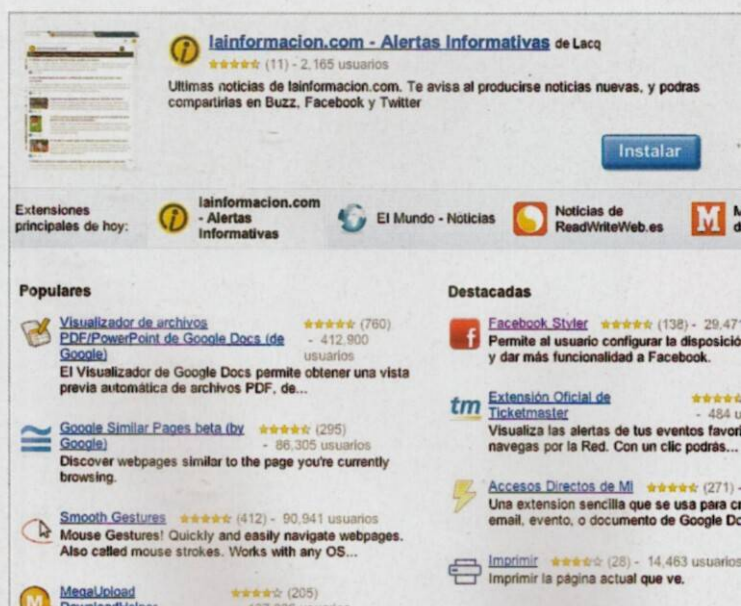 lainformacion.com - Alertas Informativas de Lacq
(11) - 2,165 usuarios
Ultimas noticias de lainformacion.com. Te avisa al producirse noticias nuevas, y podras
compartirlas en Buzz, Facebook y Twitter
Instalar
Extensiones
principales de hoy:
lainformacion.com
- Alertas
Informativas
El Mundo - Noticias
Noticias de
ReadWriteWeb.es
Populares
Visualizador de archivos
PDF/PowerPoint de Google Docs (de
Google)
(760)
- 412,900
usuarios
El Visualizador de Google Docs permite obtener una vista
previa automática de archivos PDF, de...
Google Similar Pages beta (by
Google)
(295)
- 86,305 usuarios
Discover webpages similar to the page you're currently
browsing.
Smooth Gestures (412) - 90,941 usuarios
Mouse Gestures! Quickly and easily navigate webpages.
Also called mouse strokes. Works with any OS...
MegaUpload
DownloadHelper
(205)
Destacadas
Facebook Styler (138) - 29,471
Permite al usuario configurar la disposició
y dar más funcionalidad a Facebook.
tm
Extensión Oficial de
Ticketmaster
- 484 u
Visualiza las alertas de tus eventos favori
navegas por la Red. Con un clic podrás...
Accesos Directos de MI (271) -
Una extension sencilla que se usa para cr
email, evento, o documento de Google Do
Imprimir (28) - 14,463 usuarios
Imprimir la página actual que ve.